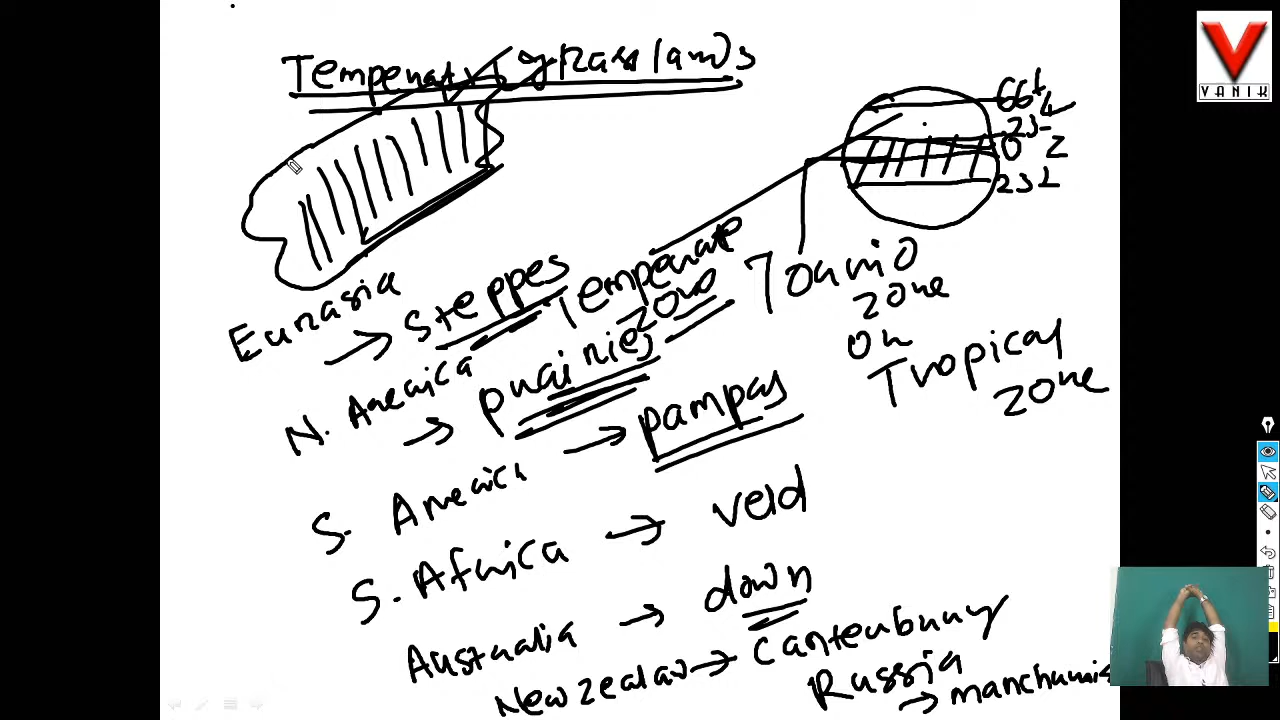 Temperate grasslands
66½
23½
0
23½
Temperate
zone
Torrid
zone
or
Tropical
zone
Eurasia
→ Steppes
N. America
→ prairies
S. America → pampas
S. Africa → veld
Australia → down
New Zealand → Canterbury
Russia
→ manchuria
V
VANIK